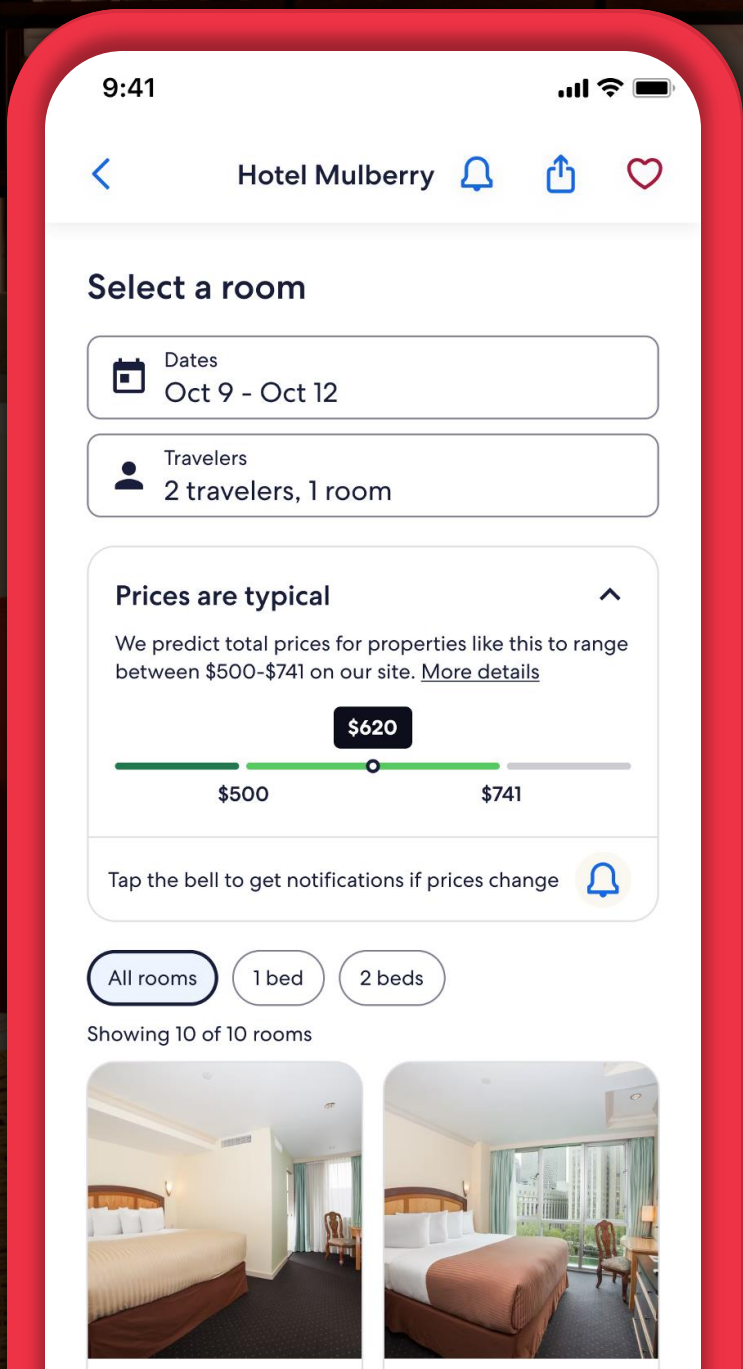 9:41
Hotel Mulberry
Select a room
Dates
Oct 9 - Oct 12
Travelers
2 travelers, 1 room
Prices are typical
We predict total prices for properties like this to range
between $500-$741 on our site. More details
$620
$500 $741
Tap the bell to get notifications if prices change
All rooms 1 bed 2 beds
Showing 10 of 10 rooms